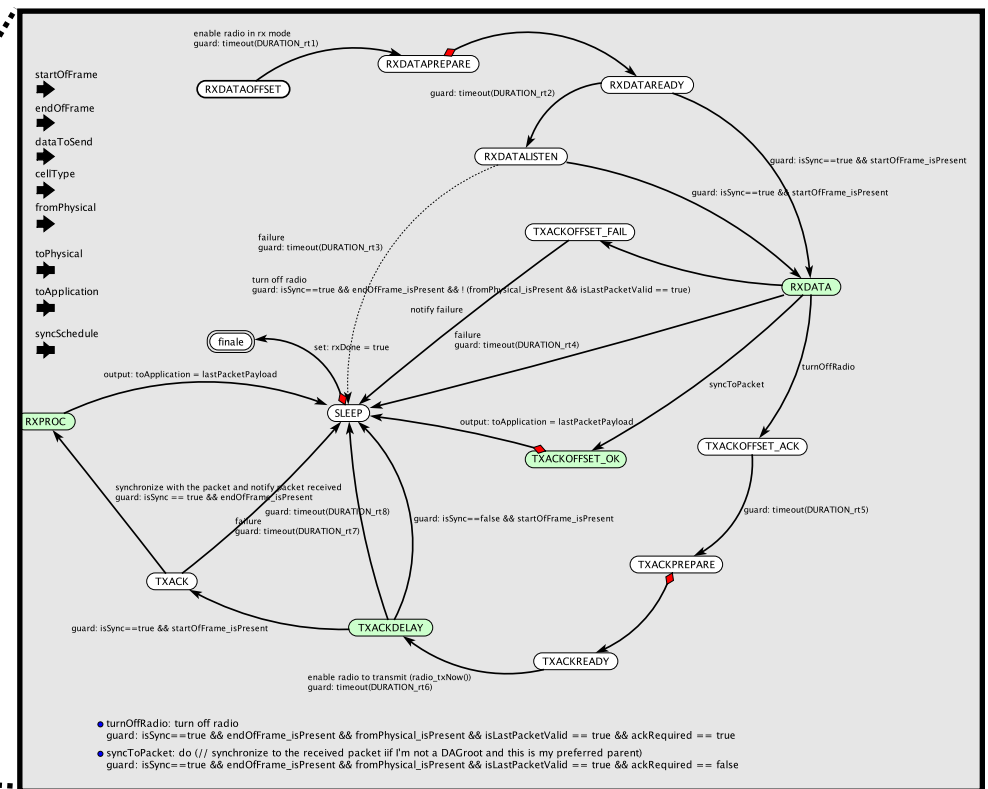 enable radio in rx mode
guard: timeout(DURATION_rt1)
RXDATAPREPARE
RXDATAOFFSET
RXDATAREADY
guard: timeout(DURATION_rt2)
RXDATALISTEN
guard: isSync==true && startOfFrame_isPresent
guard: isSync==true && startOfFrame_isPresent
startOfFrame
endOfFrame
dataToSend
cellType
fromPhysical
toPhysical
toApplication
syncSchedule
TXACKOFFSET_FAIL
failure
guard: timeout(DURATION_rt3)
turn off radio
guard: isSync==true && endOfFrame_isPresent && ! (fromPhysical_isPresent && isLastPacketValid == true)
RXDATA
notify failure
failure
guard: timeout(DURATION_rt4)
finale
set: rxDone = true
output: toApplication = lastPacketPayload
turnOffRadio
syncToPacket
SLEEP
RXPROC
output: toApplication = lastPacketPayload
TXACKOFFSET_OK
TXACKOFFSET_ACK
synchronize with the packet and notify packet received
guard: isSync == true && endOfFrame_isPresent
guard: timeout(DURATION_rt8)
failure
guard: timeout(DURATION_rt7)
guard: isSync==false && startOfFrame_isPresent
guard: timeout(DURATION_rt5)
TXACKPREPARE
TXACK
guard: isSync==true && startOfFrame_isPresent
TXACKDELAY
TXACKREADY
enable radio to transmit (radio_txNow())
guard: timeout(DURATION_rt6)
turnOffRadio: turn off radio
guard: isSync==true && endOfFrame_isPresent && fromPhysical_isPresent && isLastPacketValid == true && ackRequired == true
syncToPacket: do (// synchronize to the received packet iif I'm not a DAGroot and this is my preferred parent)
guard: isSync==true && endOfFrame_isPresent && fromPhysical_isPresent && isLastPacketValid == true && ackRequired == false